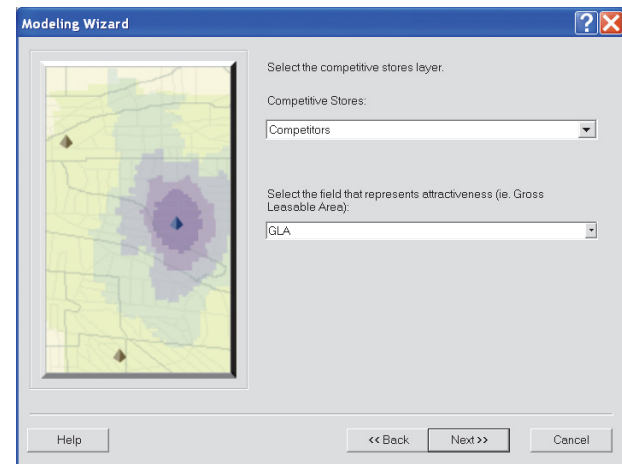 Modeling Wizard
Select the competitive stores layer.
Competitive Stores:
Competitors
Select the field that represents attractiveness (ie. Gross
Leasable Area):
GLA
Help
<< Back
Next >>
Cancel